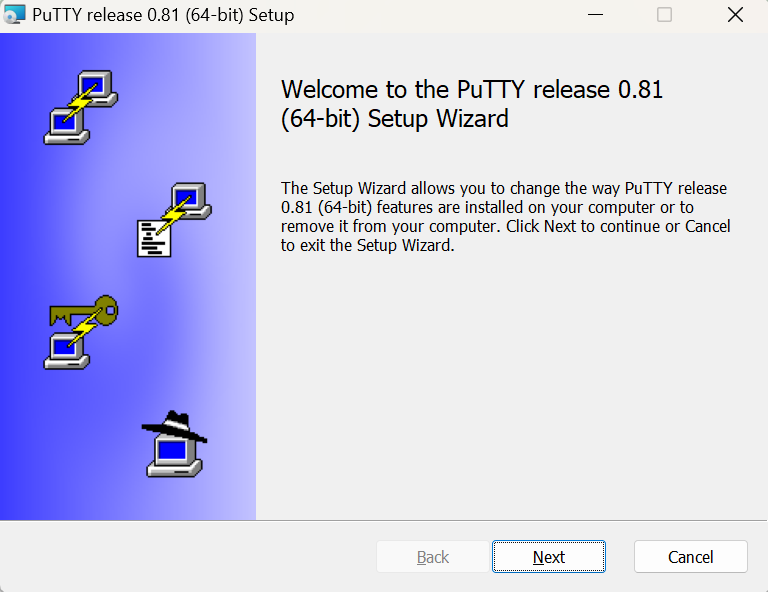 PuTTY release 0.81 (64-bit) Setup
Welcome to the PuTTY release 0.81
(64-bit) Setup Wizard
The Setup Wizard allows you to change the way PuTTY release
0.81 (64-bit) features are installed on your computer or to
remove it from your computer. Click Next to continue or Cancel
to exit the Setup Wizard.
Back
Next
Cancel